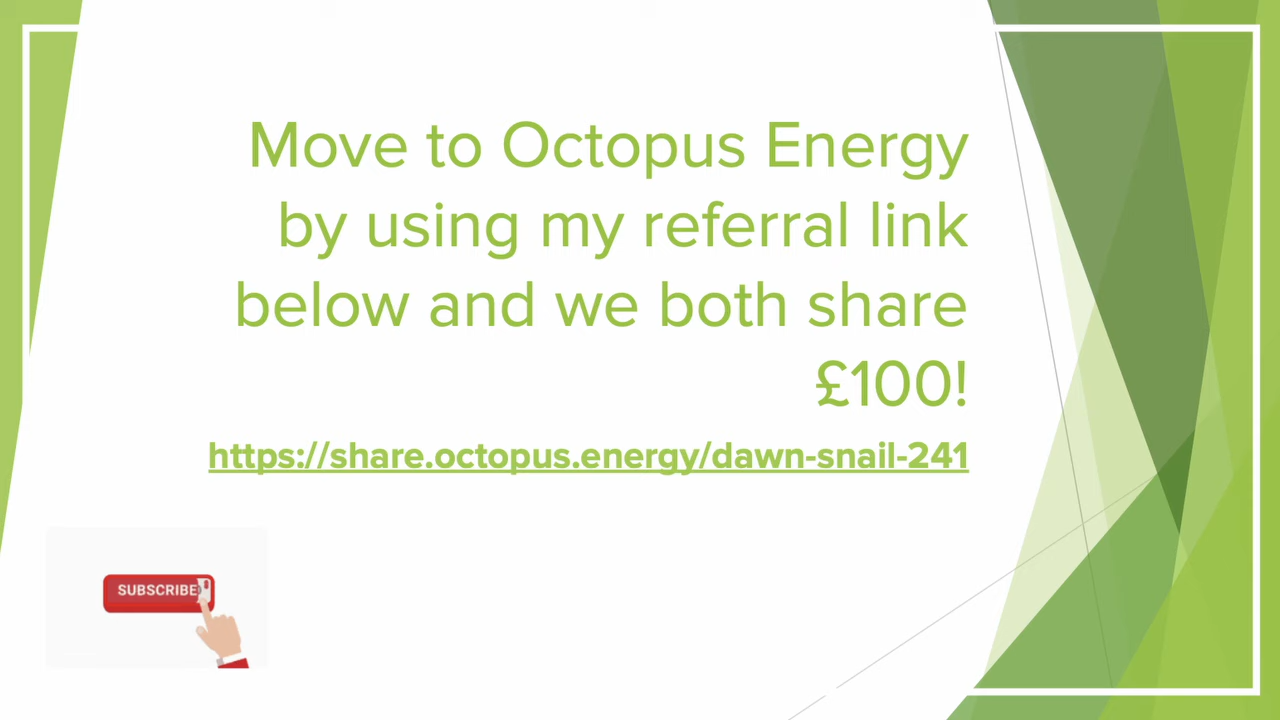 Move to Octopus Energy
by using my referral link
below and we both share
£100!
https://share.octopus.energy/dawn-snail-241
SUBSCRIBE